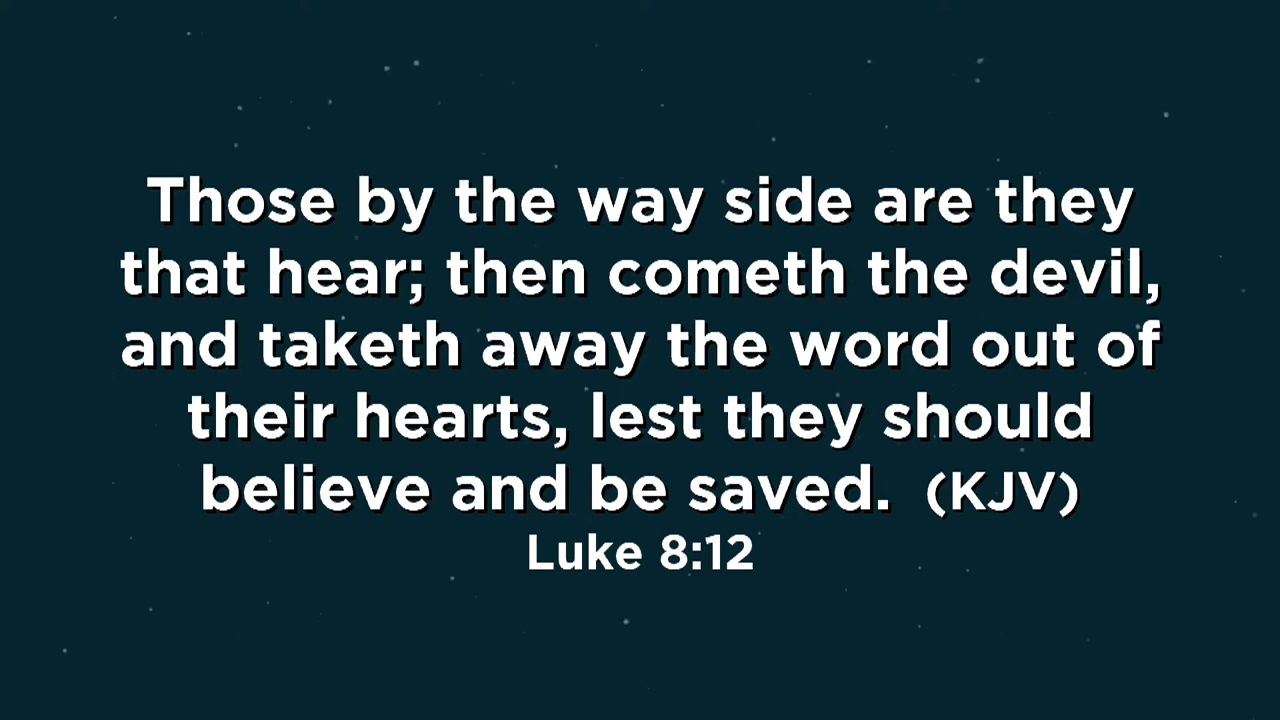 Those by the way side are they
that hear; then cometh the devil,
and taketh away the word out of
their hearts, lest they should
believe and be saved. (KJV)
Luke 8:12